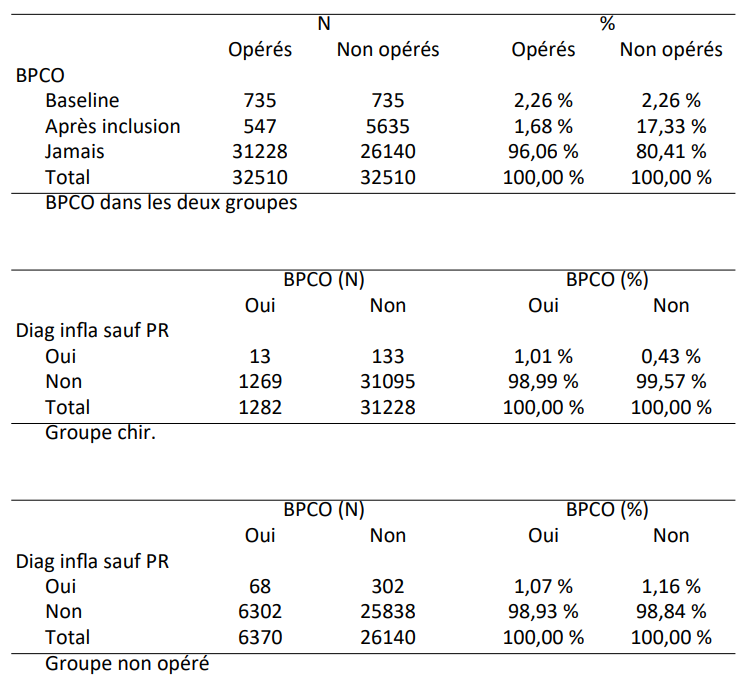 N %
Opérés Non opérés Opérés Non opérés
BPCO
Baseline 735 735 2,26 % 2,26 %
Après inclusion 547 5635 1,68 % 17,33 %
Jamais 31228 26140 96,06 % 80,41 %
Total 32510 32510 100,00 % 100,00 %
BPCO dans les deux groupes
BPCO (N) BPCO (%)
Oui Non Oui Non
Diag infla sauf PR
Oui 13 133 1,01 % 0,43 %
Non 1269 31095 98,99 % 99,57 %
Total 1282 31228 100,00 % 100,00 %
Groupe chir.
BPCO (N) BPCO (%)
Oui Non Oui Non
Diag infla sauf PR
Oui 68 302 1,07 % 1,16 %
Non 6302 25838 98,93 % 98,84 %
Total 6370 26140 100,00 % 100,00 %
Groupe non opéré